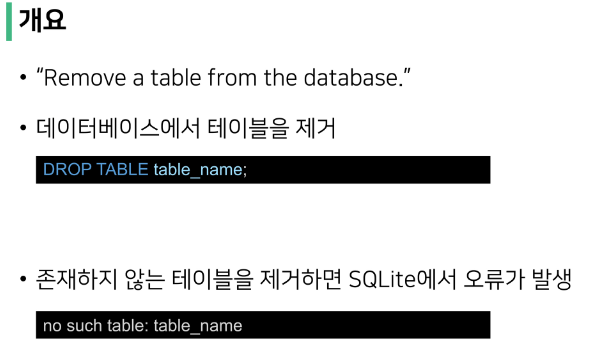 개요
• “Remove a table from the database.”
• 데이터베이스에서 테이블을 제거
DROP TABLE table_name;
• 존재하지 않는 테이블을 제거하면 SQLite에서 오류가 발생
no such table: table_name